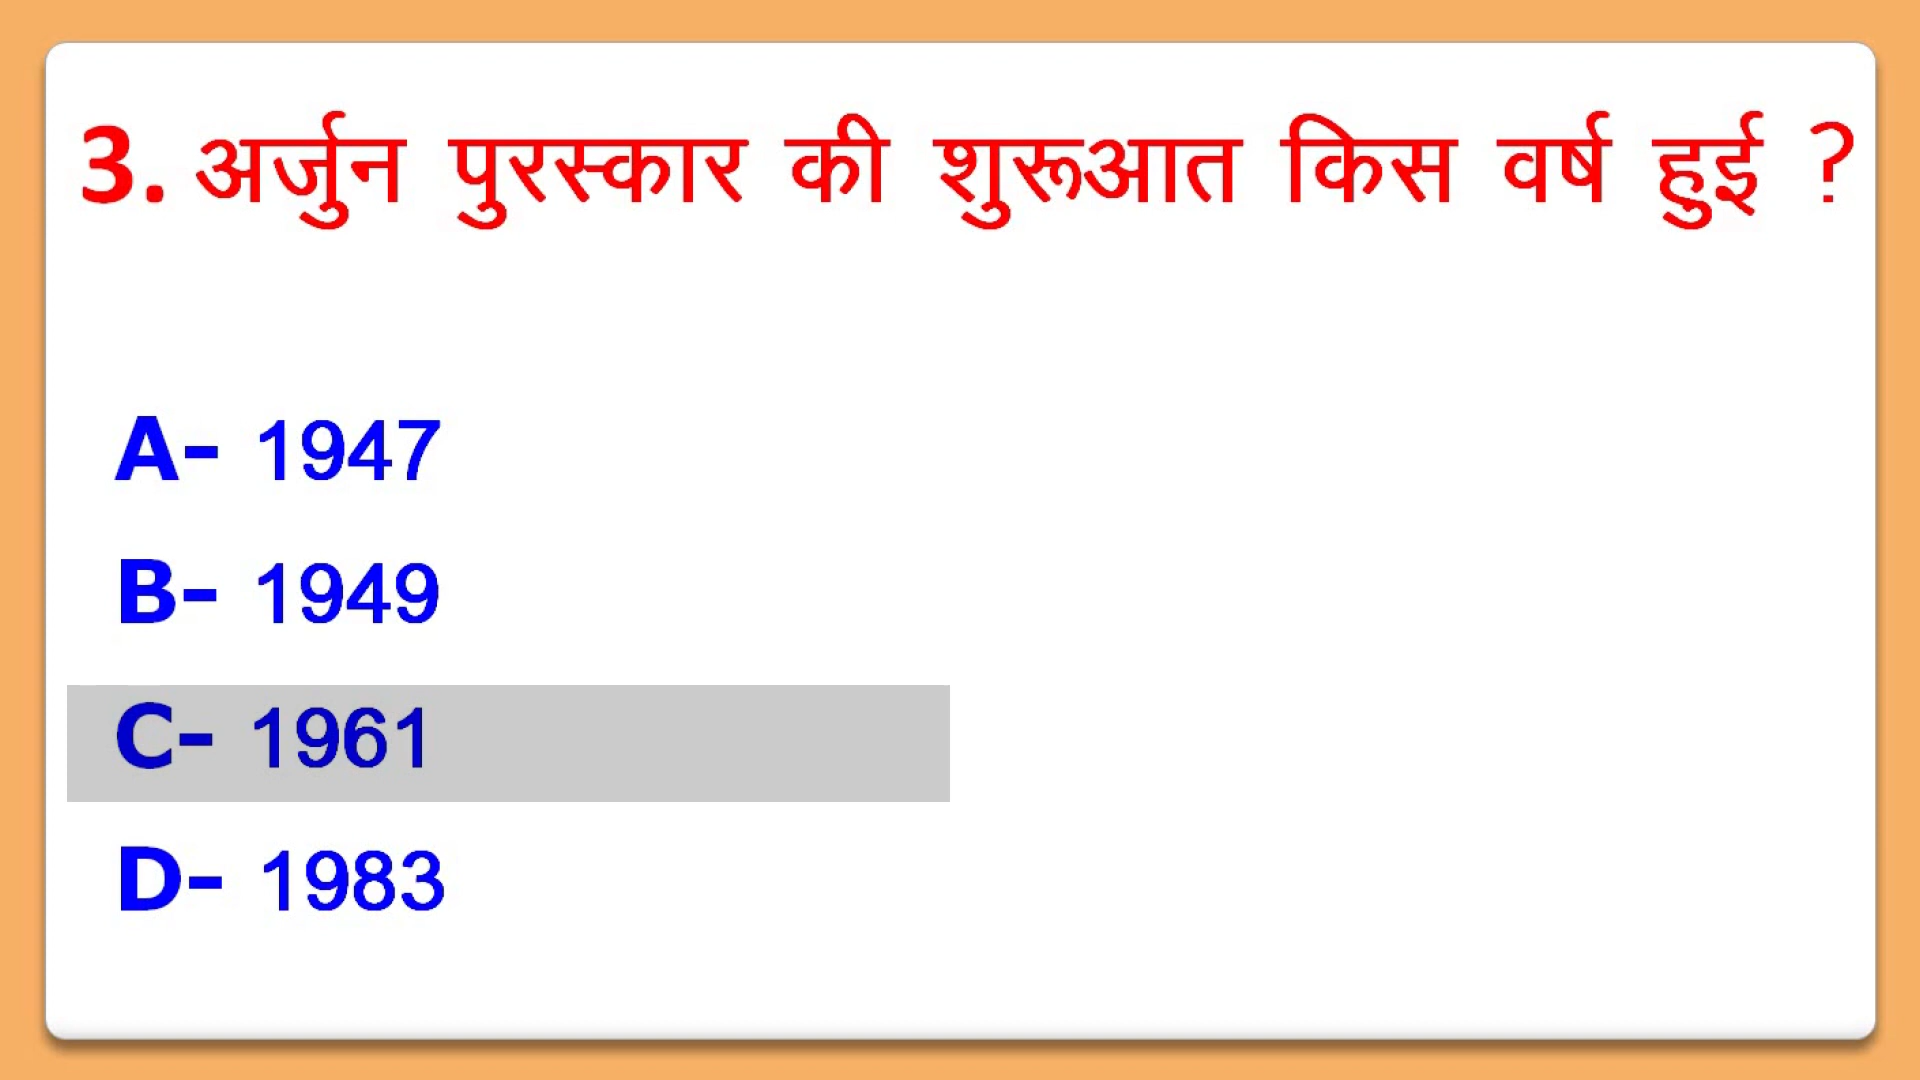 3. अर्जुन पुरस्कार की शुरूआत किस वर्ष हुई ?
A- 1947
B- 1949
C- 1961
D- 1983